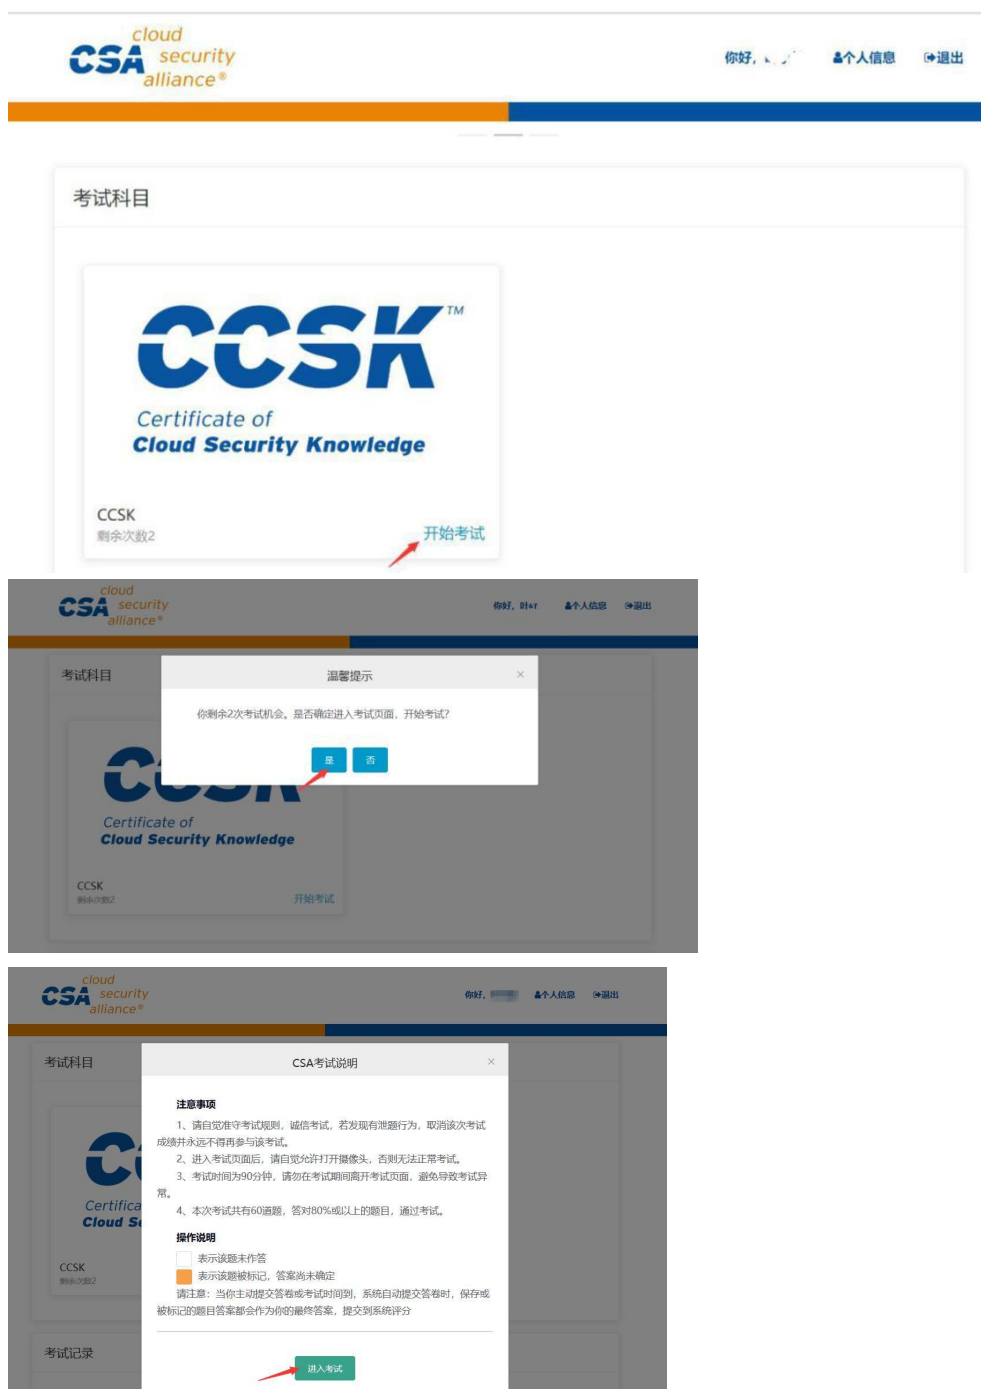 cloud
CSA security
alliance®
你好,
个人信息
退出
考试科目
CCSK™
Certificate of
Cloud Security Knowledge
CCSK
剩余次数2
开始考试
cloud
CSA security
alliance®
你好,
个人信息
退出
考试科目
温馨提示
×
你剩余2次考试机会。是否确定进入考试页面，开始考试?
是
否
Certificate of
Cloud Security Knowledge
CCSK
剩余次数2
开始考试
cloud
CSA security
alliance®
你好,
个人信息
退出
考试科目
CSA考试说明
×
注意事项
1、请自觉准守考试规则，诚信考试，若发现有泄题行为，取消该次考试
成绩并永远不得再参与该考试。
2、进入考试页面后，请自觉允许打开摄像头，否则无法正常考试。
3、考试时间为90分钟，请勿在考试期间离开考试页面，避免导致考试异
常。
4、本次考试共有60道题，答对80%或以上的题目，通过考试。
操作说明
表示该题未作答
表示该题被标记，答案尚未确定
请注意：当你主动提交答卷或考试时间到，系统自动提交答卷时，保存或
被标记的题目答案都会作为你的最终答案，提交到系统评分
Certifica
Cloud Se
CCSK
剩余次数2
考试记录
进入考试